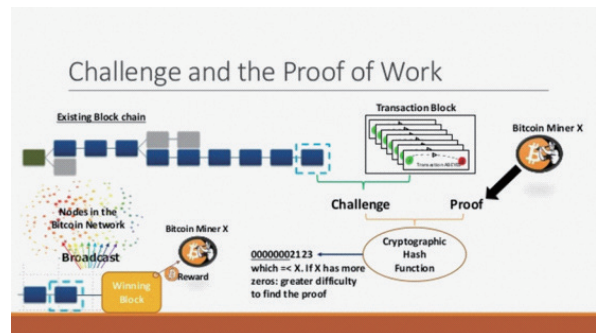 Challenge and the Proof of Work
Existing Block chain
Transaction Block
Bitcoin Miner X
Challenge
Proof
Nodes in the
Bitcoin Network
Broadcast
Bitcoin Miner X
Reward
Winning
Block
00000002123
which =< X. If X has more
zeros: greater difficulty
to find the proof
Cryptographic
Hash
Function